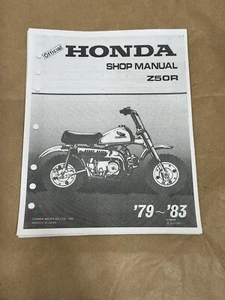 Official
HONDA
SHOP MANUAL
Z50R
'79~'83